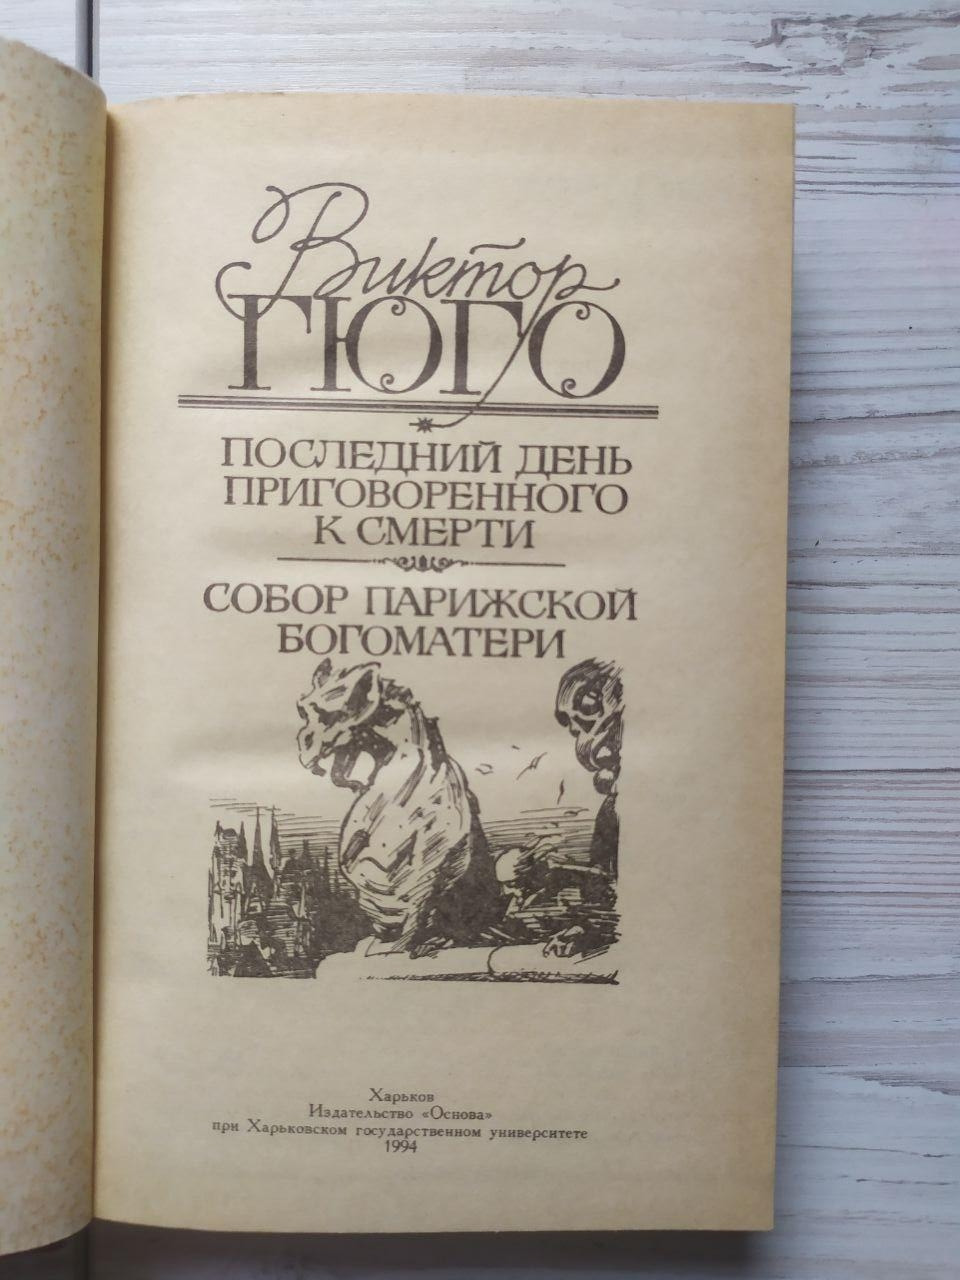 Виктор
ГЮГО
ПОСЛЕДНИЙ ДЕНЬ
ПРИГОВОРЕННОГО
К СМЕРТИ
СОБОР ПАРИЖСКОЙ
БОГОМАТЕРИ
Харьков
Издательство «Основа»
при Харьковском государственном университете
1994